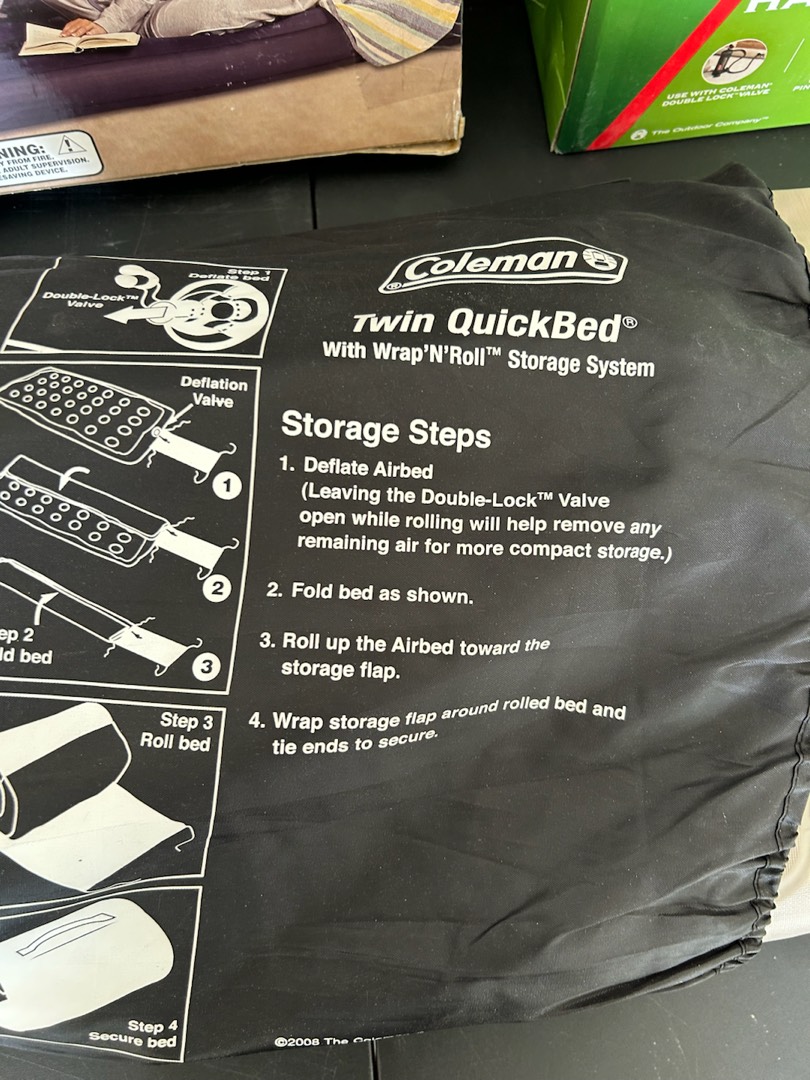 NING:
Y FROM FIRE.
ADULT SUPERVISION.
ESAVING DEVICE.
USE WITH COLEMAN®
DOUBLE LOCK™ VALVE
The Outdoor Company™
Coleman®
Twin QuickBed®
With Wrap'N'Roll™ Storage System
Step 1
Deflate bed
Double-Lock™
Valve
Deflation
Valve
1
2
3
ep 2
ld bed
Step 3
Roll bed
Step 4
Secure bed
Storage Steps
1. Deflate Airbed
(Leaving the Double-Lock™ Valve
open while rolling will help remove any
remaining air for more compact storage.)
2. Fold bed as shown.
3. Roll up the Airbed toward the
storage flap.
4. Wrap storage flap around rolled bed and
tie ends to secure.
©2008 The